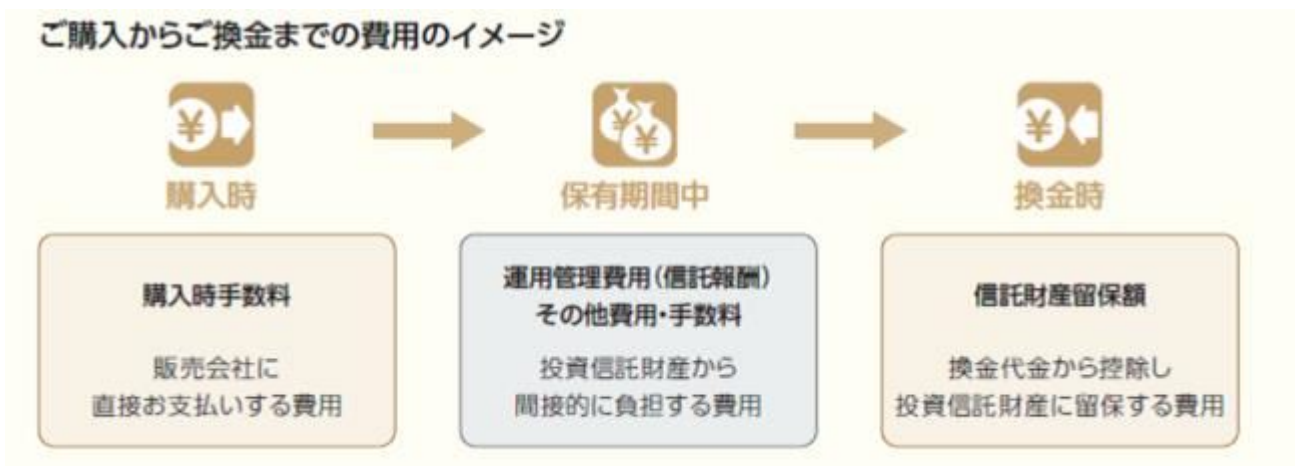 ご購入からご換金までの費用のイメージ
¥
¥¥
¥
購入時
保有期間中
換金時
購入時手数料
販売会社に
直接お支払いする費用
運用管理費用(信託報酬)
その他費用・手数料
投資信託財産から
間接的に負担する費用
信託財産留保額
換金代金から控除し
投資信託財産に留保する費用